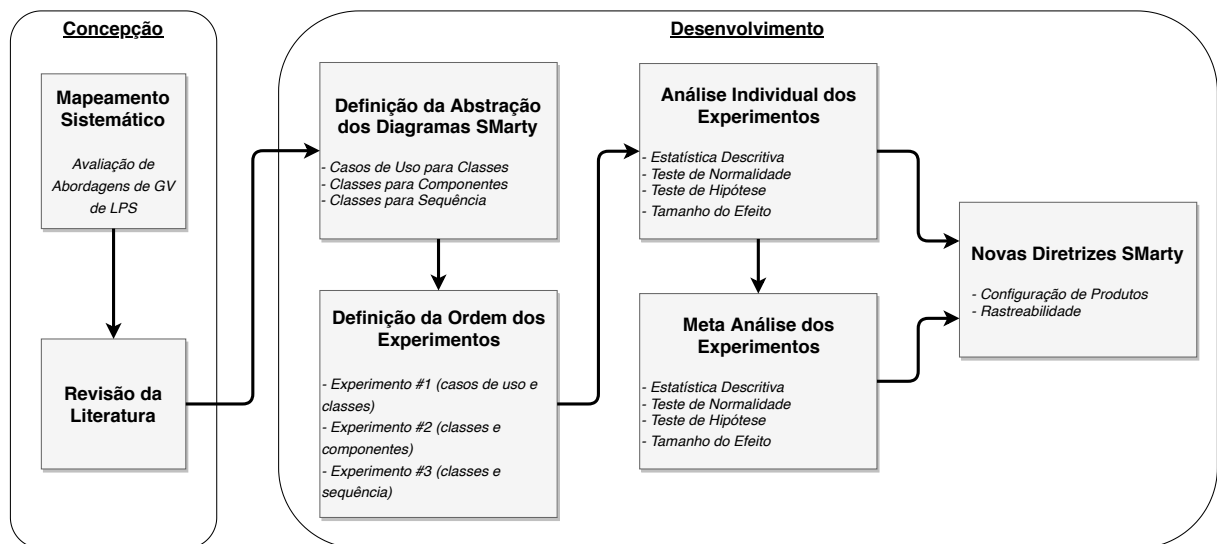 Concepção
Mapeamento
Sistemático
Avaliação de
Abordagens de GV
de LPS
Revisão da
Literatura
Desenvolvimento
Definição da Abstração
dos Diagramas SMarty
- Casos de Uso para Classes
- Classes para Componentes
- Classes para Sequência
Definição da Ordem dos
Experimentos
- Experimento #1 (casos de uso e
classes)
- Experimento #2 (classes e
componentes)
- Experimento #3 (classes e
sequência)
Análise Individual dos
Experimentos
- Estatística Descritiva
- Teste de Normalidade
- Teste de Hipótese
- Tamanho do Efeito
Meta Análise dos
Experimentos
- Estatística Descritiva
- Teste de Normalidade
- Teste de Hipótese
- Tamanho do Efeito
Novas Diretrizes SMarty
- Configuração de Produtos
- Rastreabilidade